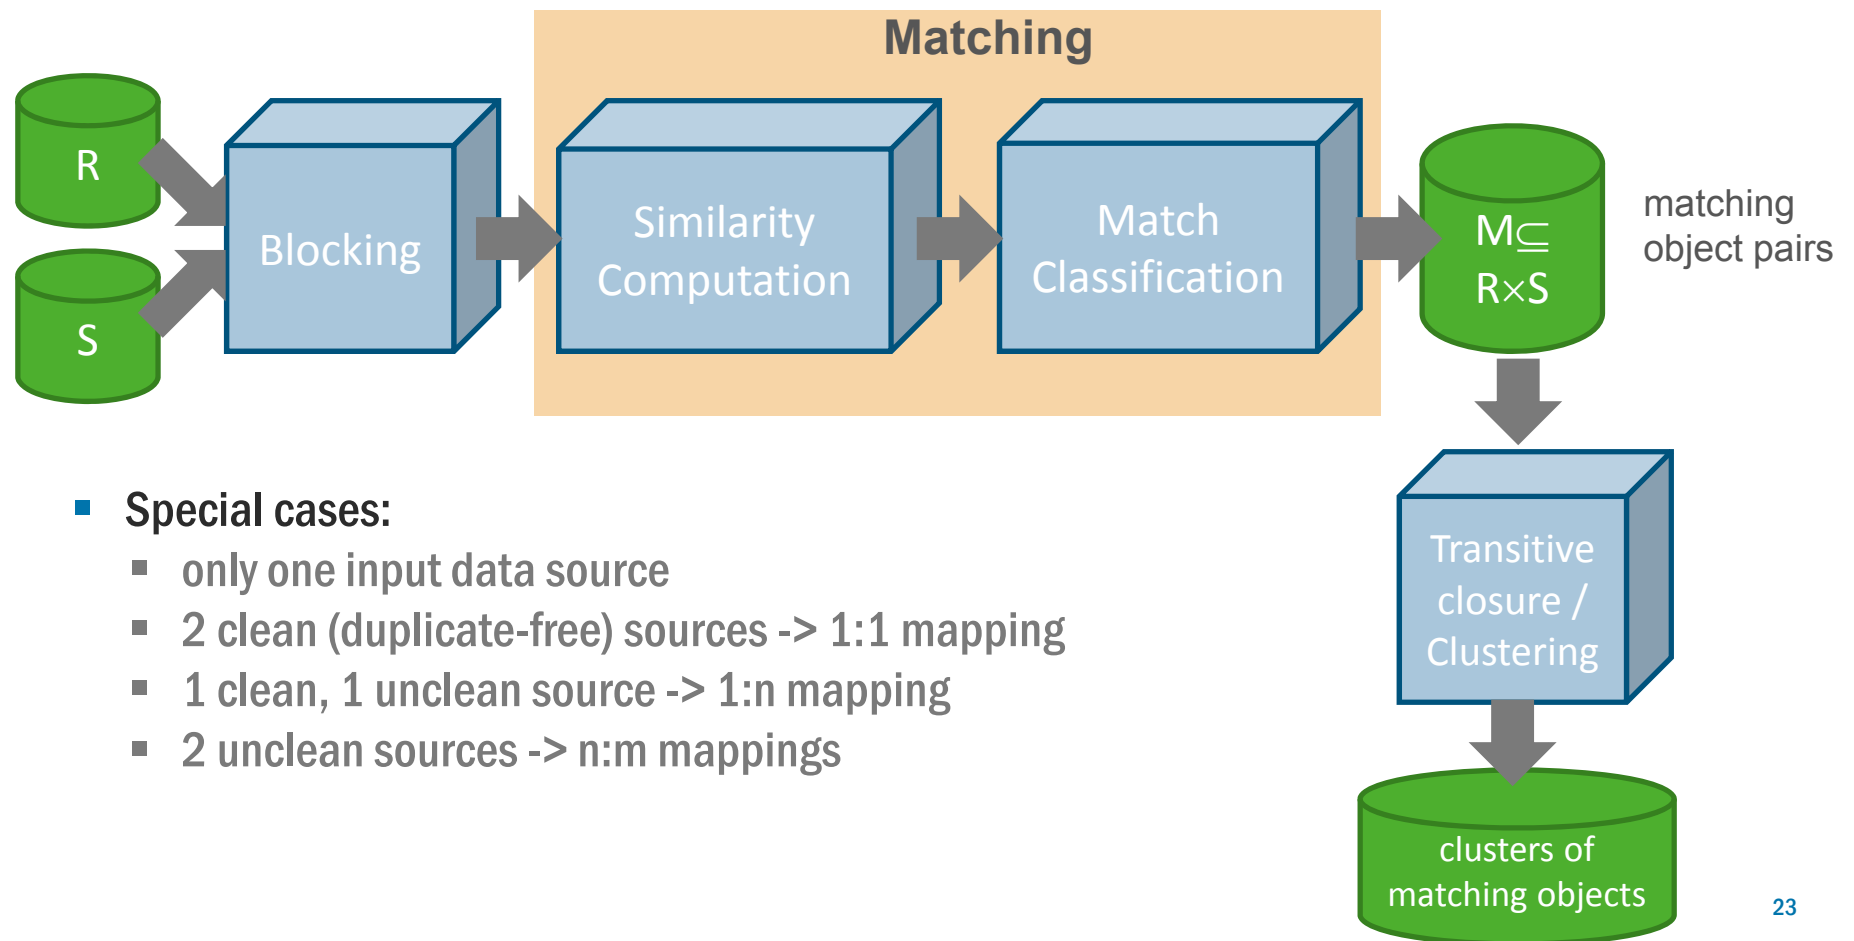 Matching
R
S
Blocking
Similarity
Computation
Match
Classification
M⊆
R×S
matching
object pairs
▪ Special cases:
▪ only one input data source
▪ 2 clean (duplicate-free) sources -> 1:1 mapping
▪ 1 clean, 1 unclean source -> 1:n mapping
▪ 2 unclean sources -> n:m mappings
Transitive
closure /
Clustering
clusters of
matching objects
23